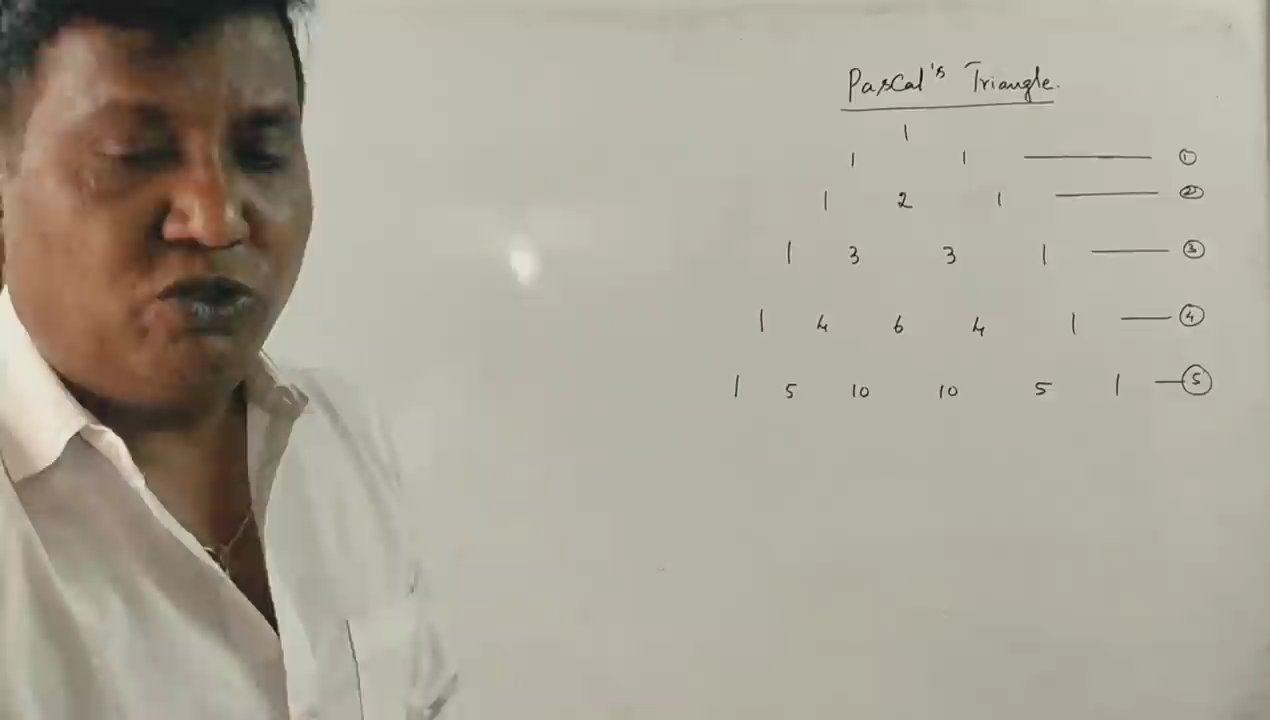 Pascal's Triangle.
1
1 1 — ①
1 2 1 — ②
1 3 3 1 — ③
1 4 6 4 1 — ④
1 5 10 10 5 1 — ⑤